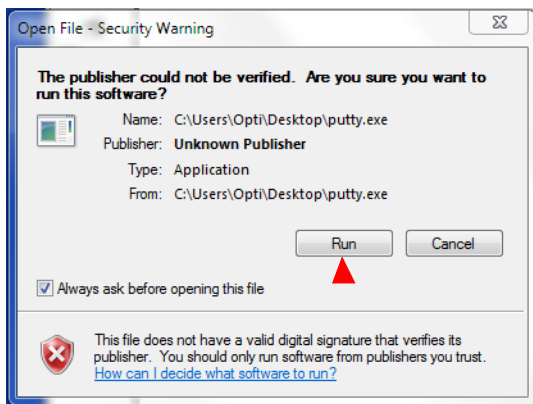 Open File - Security Warning
The publisher could not be verified. Are you sure you want to
run this software?
Name: C:\Users\Opti\Desktop\putty.exe
Publisher: Unknown Publisher
Type: Application
From: C:\Users\Opti\Desktop\putty.exe
Run Cancel
Always ask before opening this file
This file does not have a valid digital signature that verifies its
publisher. You should only run software from publishers you trust.
How can I decide what software to run?